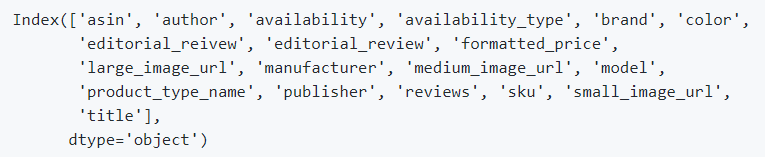 Index(['asin', 'author', 'availability', 'availability_type', 'brand', 'color',
'editorial_reivew', 'editorial_review', 'formatted_price',
'large_image_url', 'manufacturer', 'medium_image_url', 'model',
'product_type_name', 'publisher', 'reviews', 'sku', 'small_image_url',
'title'],
dtype='object')